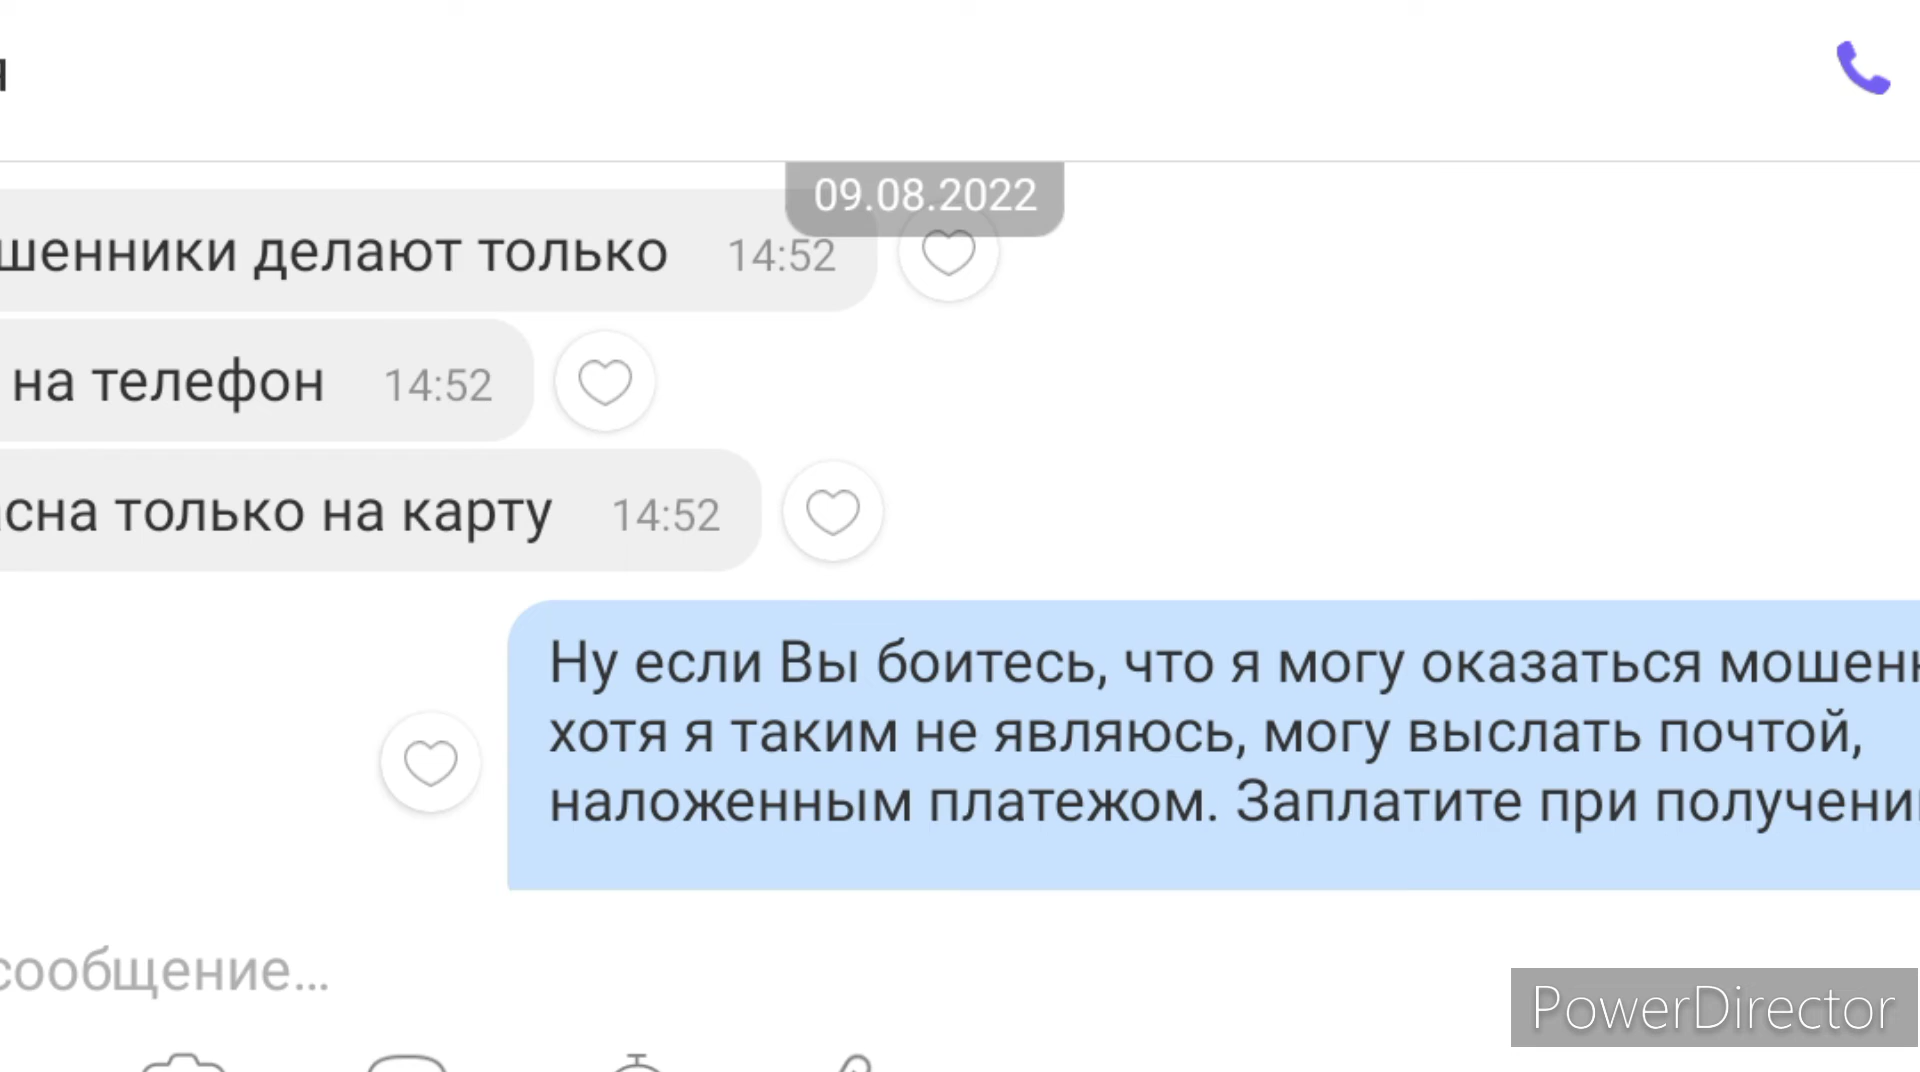 09.08.2022
шенники делают только 14:52
на телефон 14:52
сна только на карту 14:52
Ну если Вы боитесь, что я могу оказаться мошен
хотя я таким не являюсь, могу выслать почтой,
наложенным платежом. Заплатите при получени
сообщение...
PowerDirector